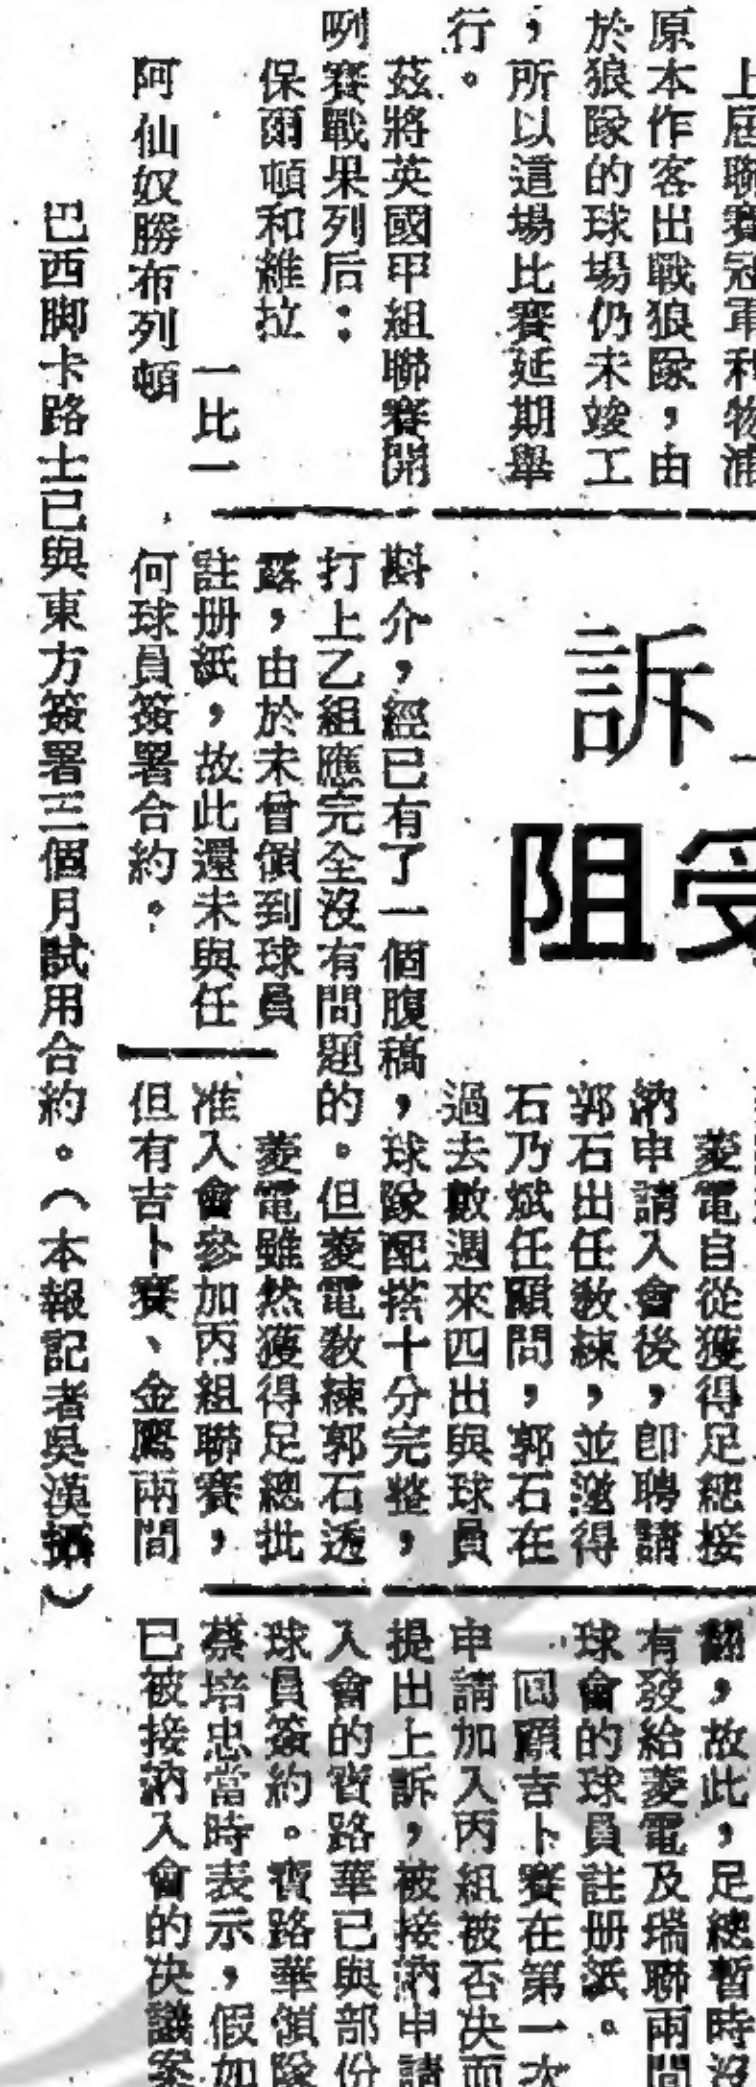 上屆聯賽冠軍利物浦
原本作客出戰狼隊，由
於狼隊的球場仍未竣工
，所以這場比賽延期舉
行。
茲將英國甲組聯賽開
咧賽戰果列后：
保爾頓和維拉
一比一
阿仙奴勝布列頓
訴上
阻受
菱電自從獲得足總接
納申請入會後，即聘請
郭石出任教練，並邀得
石乃斌任顧問，郭石在
過去數週來四出與球員
斟介，經已有了一個腹稿，球隊配搭十分完整，
打上乙組應完全沒有問題的。但菱電教練郭石透
露，由於未曾領到球員
註册紙，故此還未與任
何球員簽署合約。
菱電雖然獲得足總批
准入會參加丙組聯賽，
但有吉卜賽、金鷹兩間
翻，故此，足總暫時沒
有發給菱電及瑞聯兩間
球會的球員註册紙。
回顧吉卜賽在第一次
申請加入丙組被否決而
提出上訴，被接納申請
入會的寶路華已與部份
球員簽約。寶路華領隊
蔡培忠當時表示，假如
已被接納入會的決議案
巴西脚卡路士已與東方簽署三個月試用合約。（本報記者吳漢攝）